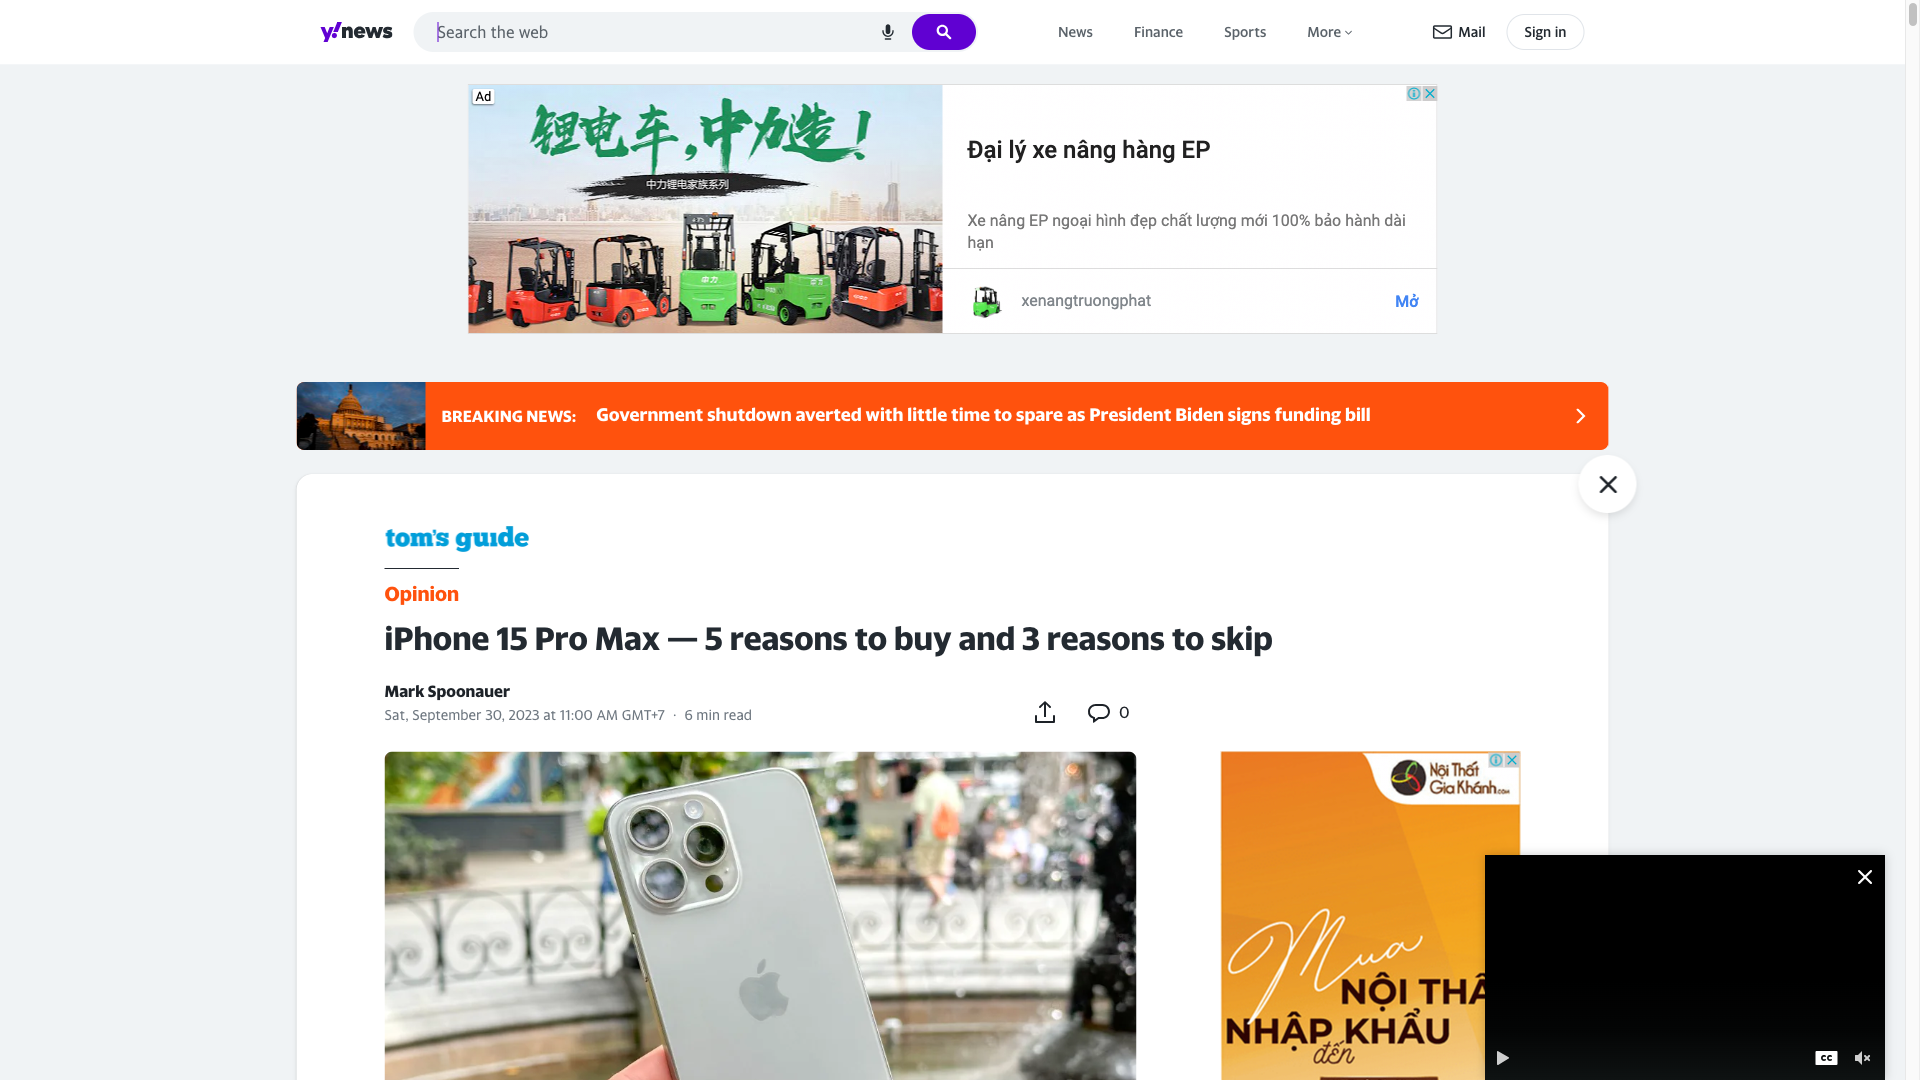 y!news
Search the web
News
Finance
Sports
More
Mail
Sign in
Ad
锂电车,中力造!
中力锂电家族系列
中力
Đại lý xe nâng hàng EP
Xe nâng EP ngoại hình đẹp chất lượng mới 100% bảo hành dài
hạn
xenangtruongphat
Mở
BREAKING NEWS:
Government shutdown averted with little time to spare as President Biden signs funding bill
tom's guide
Opinion
iPhone 15 Pro Max — 5 reasons to buy and 3 reasons to skip
Mark Spoonauer
Sat, September 30, 2023 at 11:00 AM GMT+7 · 6 min read
0
Nội Thất
Gia Khánh.COM
Mua
NỘI THẤ
NHẬP KHẨU
đến
CC